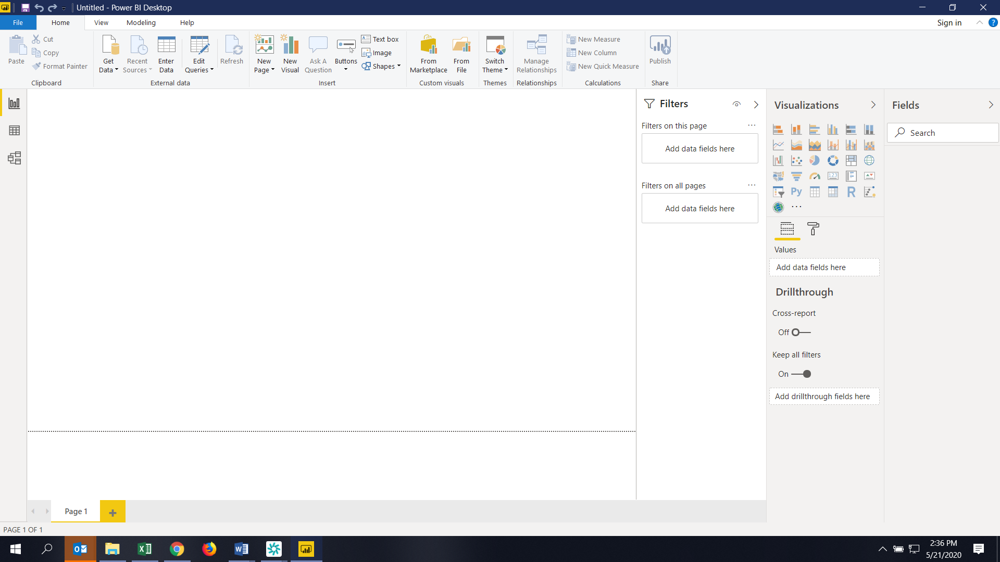 Untitled - Power BI Desktop
File Home View Modeling Help Sign in ?
Paste
Cut
Copy
Format Painter
Clipboard
Get Data
Recent Sources
Enter Data
Edit Queries
Refresh
External data
New Page
New Visual
Ask A Question
Buttons
Text box
Image
Shapes
Insert
From Marketplace
From File
Custom visuals
Switch Theme
Themes
Manage Relationships
Relationships
New Measure
New Column
New Quick Measure
Calculations
Publish
Share
Filters
Filters on this page ...
Add data fields here
Filters on all pages ...
Add data fields here
Visualizations
123
Py
R
...
Values
Add data fields here
Drillthrough
Cross-report
Off
Keep all filters
On
Add drillthrough fields here
Fields
Search
Page 1
+
PAGE 1 OF 1
2:36 PM
5/21/2020